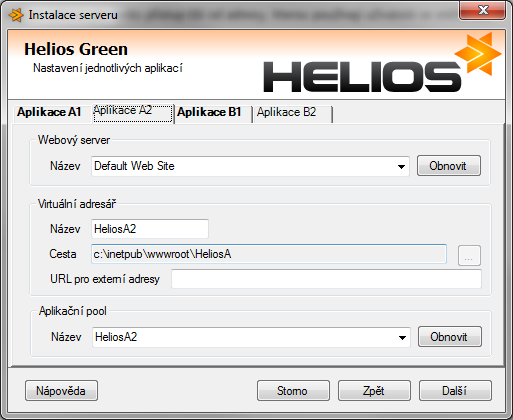 Instalace serveru
Helios Green
Nastavení jednotlivých aplikací
HELIOS
Aplikace A1 Aplikace A2 Aplikace B1 Aplikace B2
Webový server
Název Default Web Site Obnovit
Virtuální adresář
Název HeliosA2
Cesta c:\inetpub\wwwroot\HeliosA ...
URL pro externí adresy
Aplikační pool
Název HeliosA2 Obnovit
Nápověda Storno Zpět Další